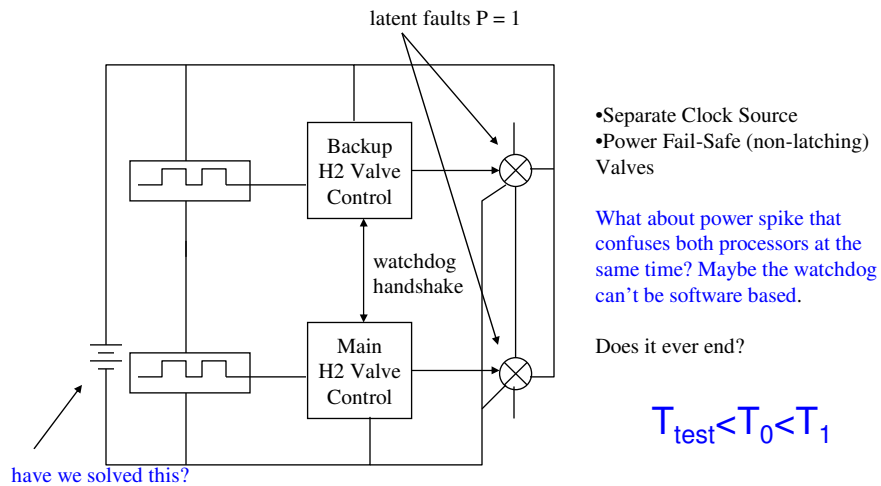 latent faults P = 1
Backup
H2 Valve
Control
watchdog
handshake
Main
H2 Valve
Control
have we solved this?
•Separate Clock Source
•Power Fail-Safe (non-latching)
Valves
What about power spike that
confuses both processors at the
same time? Maybe the watchdog
can’t be software based.
Does it ever end?
Ttest<T0<T1